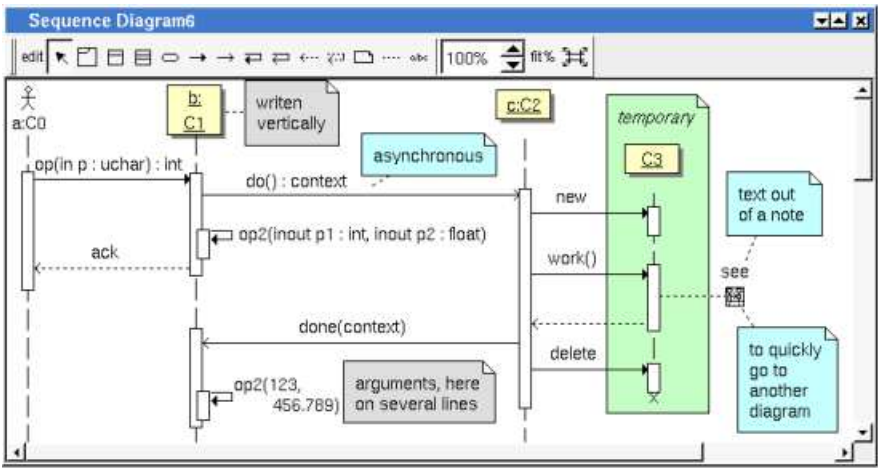 Sequence Diagram6
edit
abc
100%
fit%
a:C0
b:
C1
writen
vertically
c:C2
temporary
C3
asynchronous
op(in p : uchar) : int
do() : context
new
text out
of a note
op2(inout p1 : int, inout p2 : float)
ack
work()
see
done(context)
delete
to quickly
go to
another
diagram
op2(123,
456.789)
arguments, here
on several lines